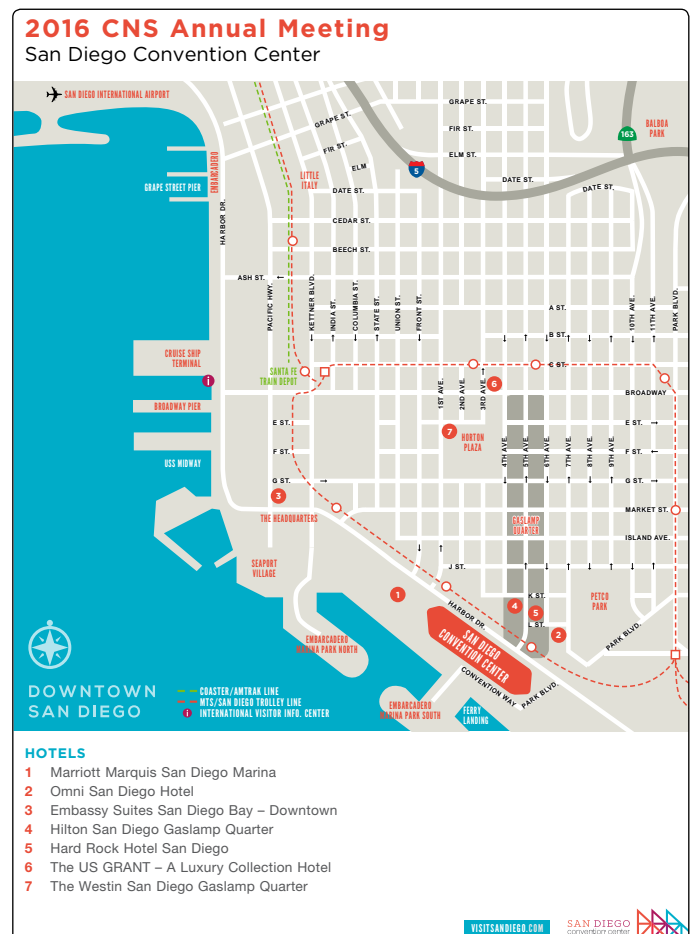 2016 CNS Annual Meeting
San Diego Convention Center
SAN DIEGO INTERNATIONAL AIRPORT
GRAPE ST.
GRAPE ST.
FIR ST.
FIR ST.
163
BALBOA
PARK
ELM
ELM ST.
5
EMBARCADERO
GRAPE STREET PIER
LITTLE
ITALY
DATE ST.
DATE ST.
DATE ST.
HARBOR DR.
CEDAR ST.
BEECH ST.
ASH ST.
PACIFIC HWY.
KETTNER BLVD.
INDIA ST.
COLUMBIA ST.
STATE ST.
UNION ST.
FRONT ST.
A ST.
B ST.
C ST.
10TH AVE.
11TH AVE.
PARK BLVD.
CRUISE SHIP
TERMINAL
i
SANTA FE
TRAIN DEPOT
1ST AVE.
2ND AVE.
3RD AVE.
6
BROADWAY
BROADWAY PIER
E ST.
E ST.
7
HORTON
PLAZA
4TH AVE.
5TH AVE.
6TH AVE.
7TH AVE.
8TH AVE.
9TH AVE.
F ST.
F ST.
USS MIDWAY
G ST.
G ST.
3
THE HEADQUARTERS
MARKET ST.
GASLAMP
QUARTER
ISLAND AVE.
SEAPORT
VILLAGE
J ST.
1
K ST.
PETCO
PARK
4
5
L ST.
2
HARBOR DR.
SAN DIEGO
CONVENTION CENTER
PARK BLVD.
EMBARCADERO
MARINA PARK NORTH
CONVENTION WAY
PARK BLVD.
EMBARCADERO
MARINA PARK SOUTH
FERRY
LANDING
DOWNTOWN
SAN DIEGO
COASTER/AMTRAK LINE
MTS/SAN DIEGO TROLLEY LINE
i INTERNATIONAL VISITOR INFO. CENTER
HOTELS
1 Marriott Marquis San Diego Marina
2 Omni San Diego Hotel
3 Embassy Suites San Diego Bay – Downtown
4 Hilton San Diego Gaslamp Quarter
5 Hard Rock Hotel San Diego
6 The US GRANT – A Luxury Collection Hotel
7 The Westin San Diego Gaslamp Quarter
VISITSANDIEGO.COM
SAN DIEGO
convention center